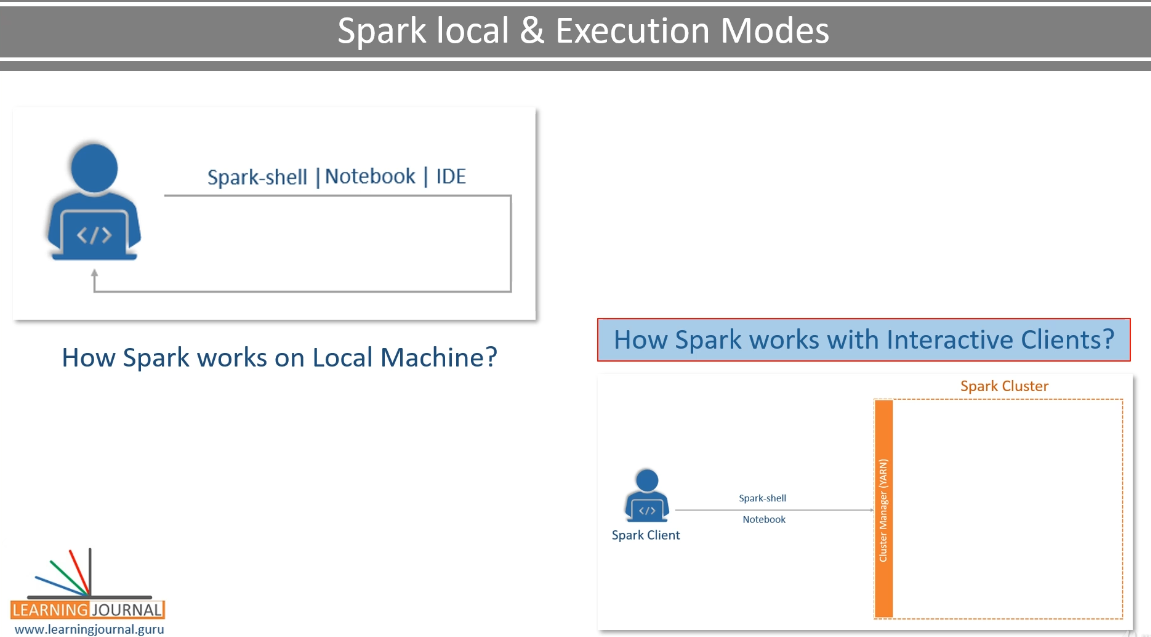 Spark local & Execution Modes
Spark-shell | Notebook | IDE
</>
How Spark works on Local Machine?
How Spark works with Interactive Clients?
Spark Cluster
Cluster Manager (YARN)
Spark-shell
Notebook
</>
Spark Client
LEARNING JOURNAL
www.learningjournal.guru